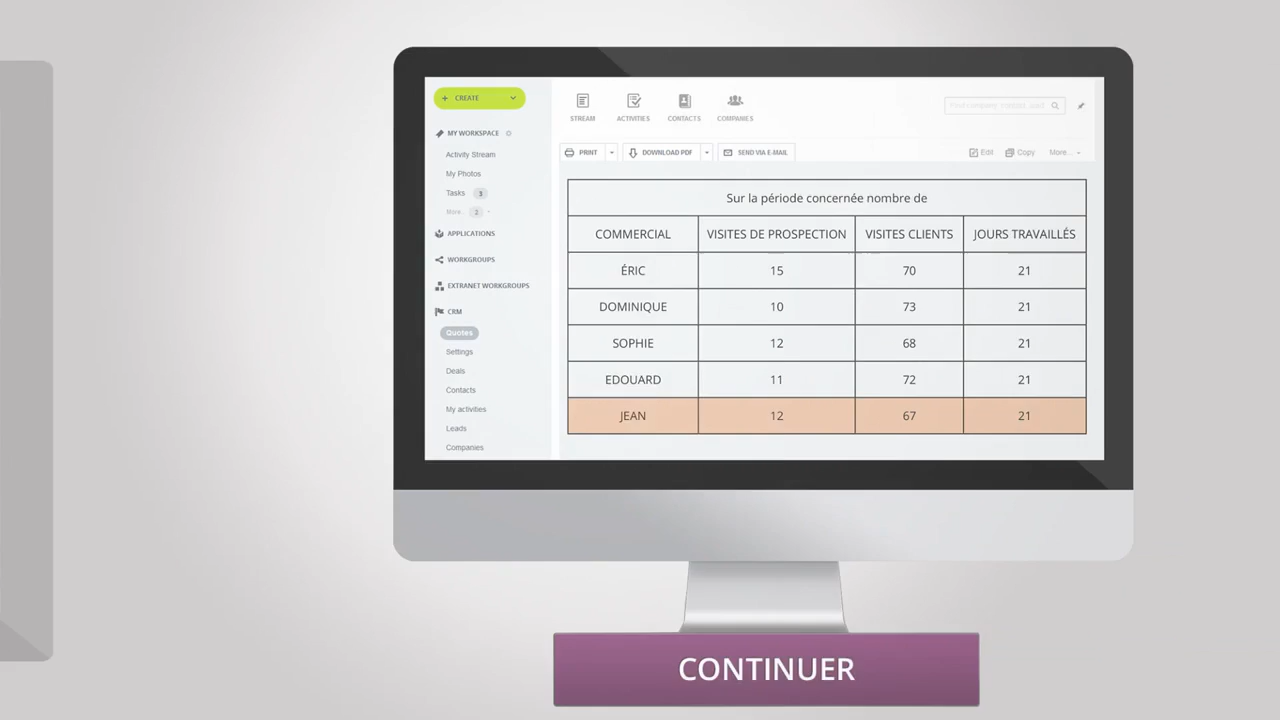 + CREATE
MY WORKSPACE
Activity Stream
My Photos
Tasks 3
More... 2
APPLICATIONS
WORKGROUPS
EXTRANET WORKGROUPS
CRM
Quotes
Settings
Deals
Contacts
My activities
Leads
Companies
STREAM ACTIVITIES CONTACTS COMPANIES
PRINT DOWNLOAD PDF SEND VIA E-MAIL Edit Copy More...
Sur la période concernée nombre de
COMMERCIAL VISITES DE PROSPECTION VISITES CLIENTS JOURS TRAVAILLÉS
ÉRIC 15 70 21
DOMINIQUE 10 73 21
SOPHIE 12 68 21
EDOUARD 11 72 21
JEAN 12 67 21
CONTINUER